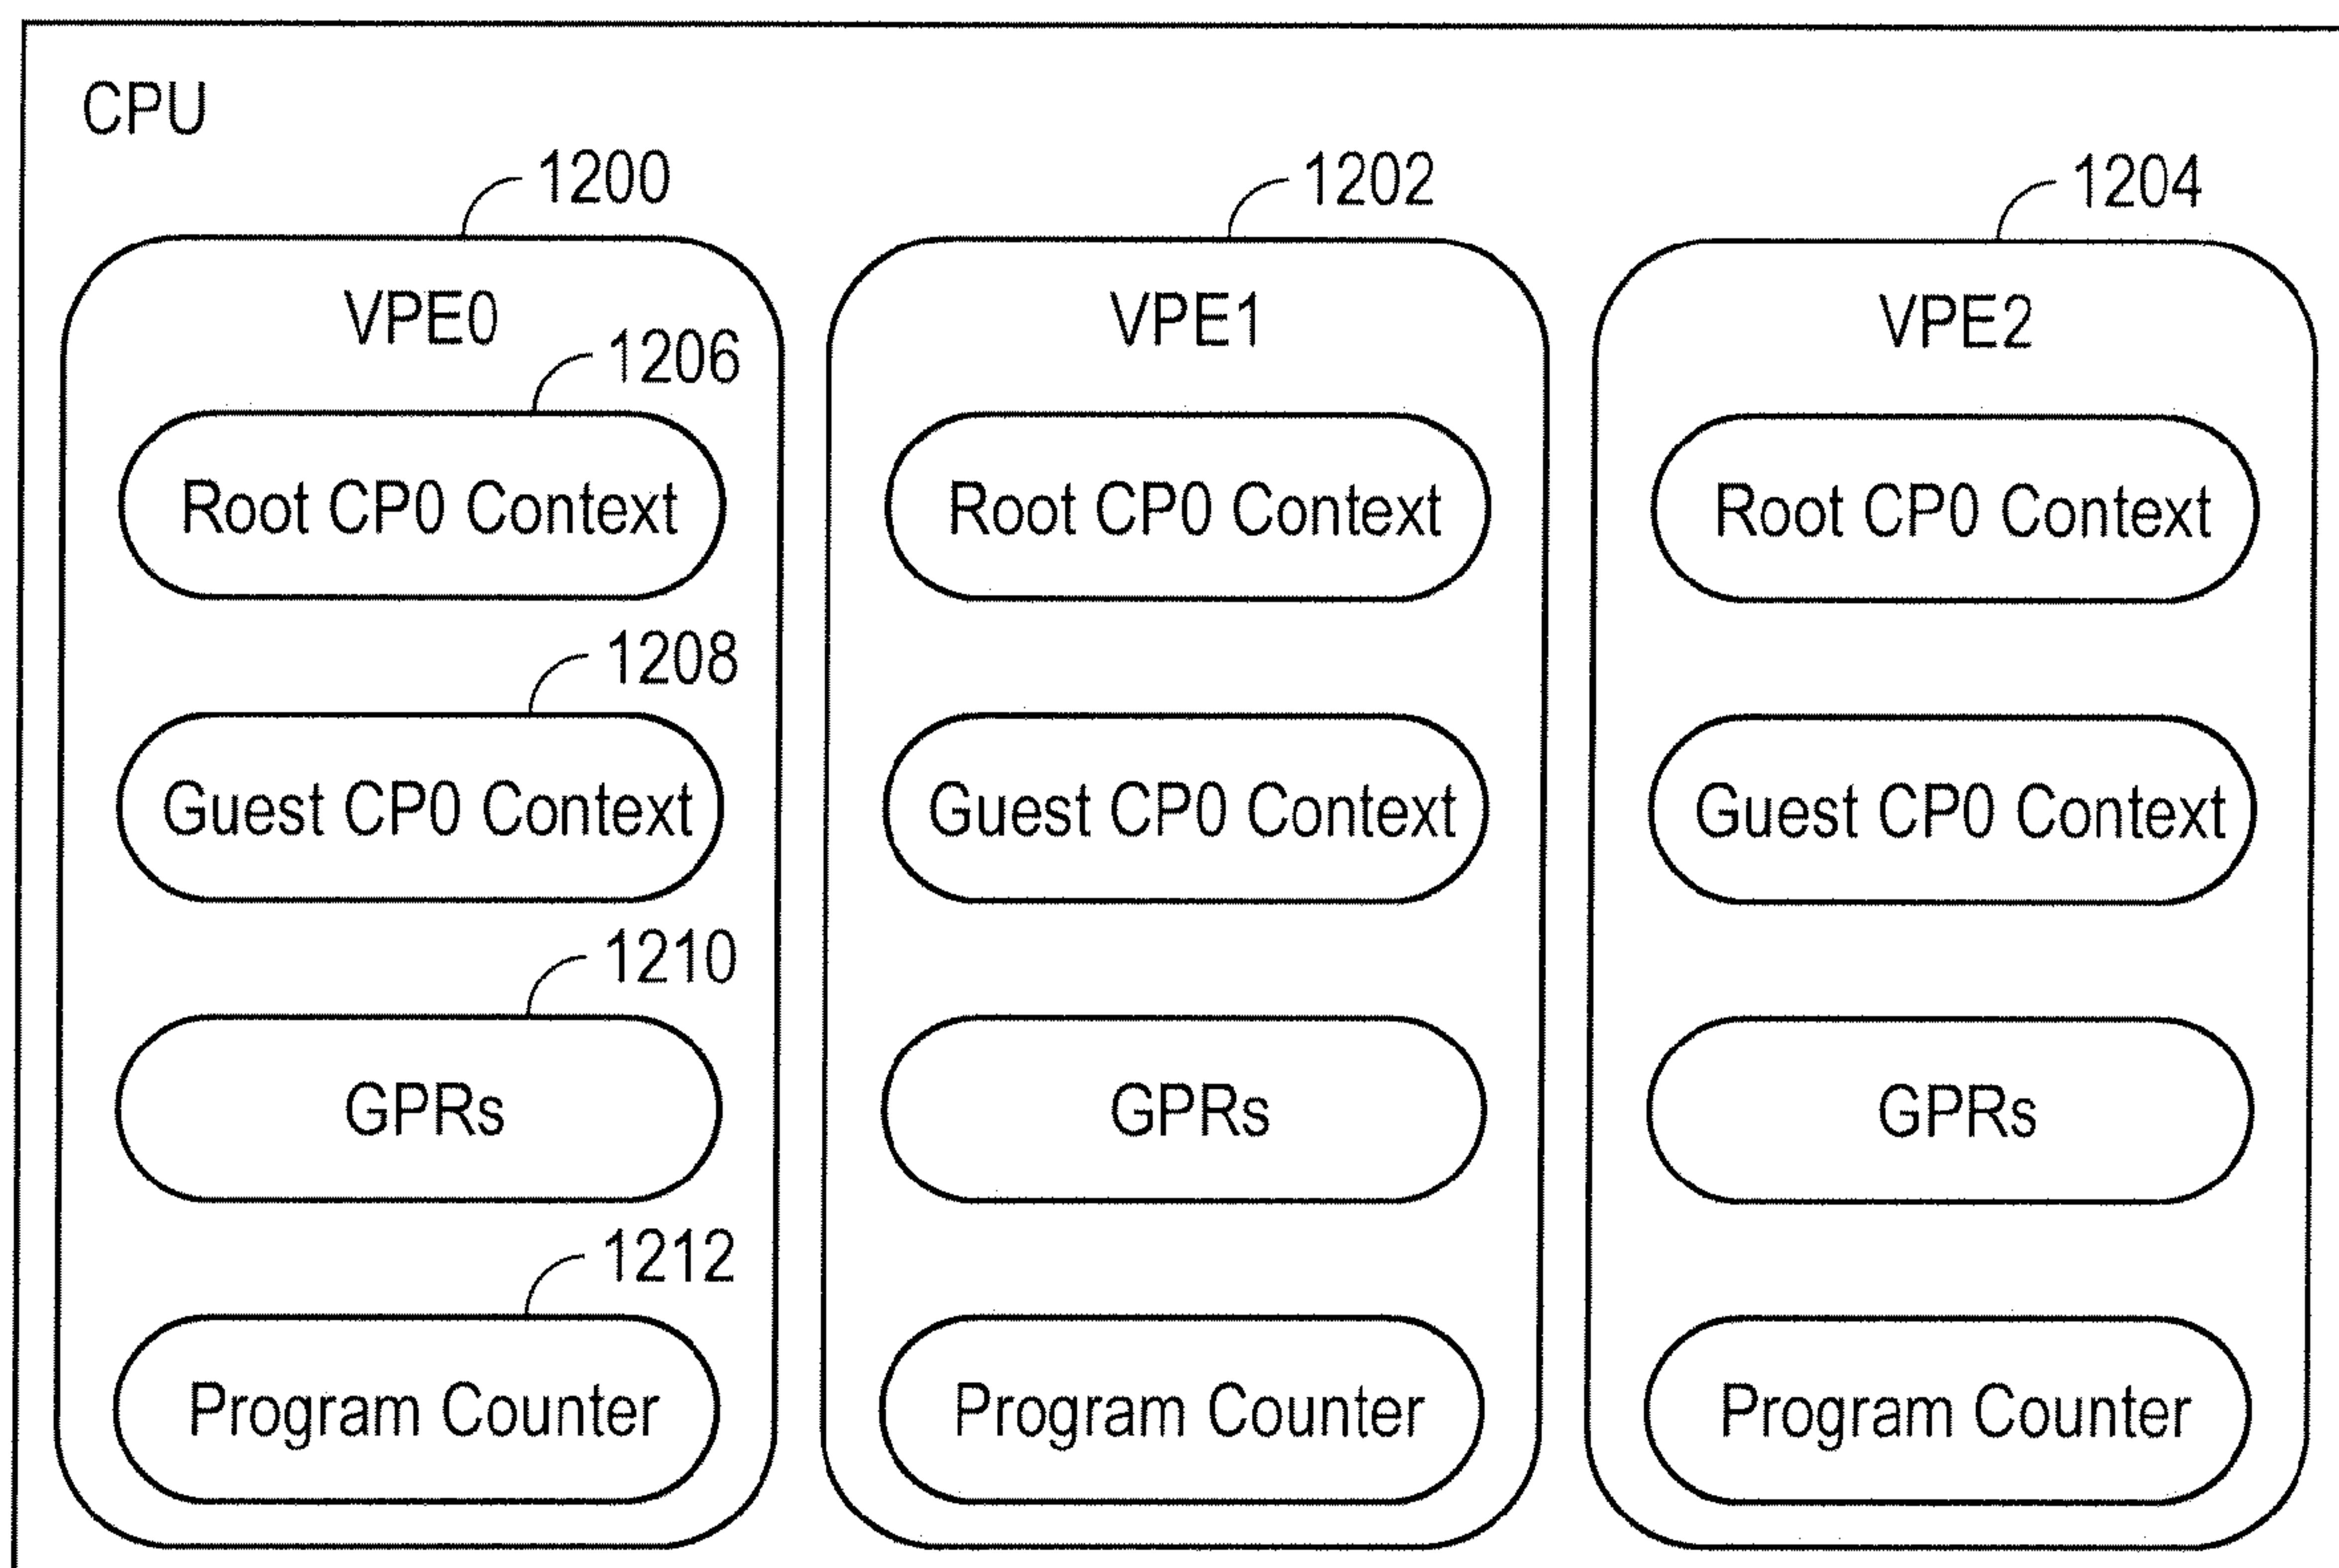 CPU
1200
1202
1204
VPE0
VPE1
VPE2
1206
Root CP0 Context
Root CP0 Context
Root CP0 Context
1208
Guest CP0 Context
Guest CP0 Context
Guest CP0 Context
1210
GPRs
GPRs
GPRs
1212
Program Counter
Program Counter
Program Counter